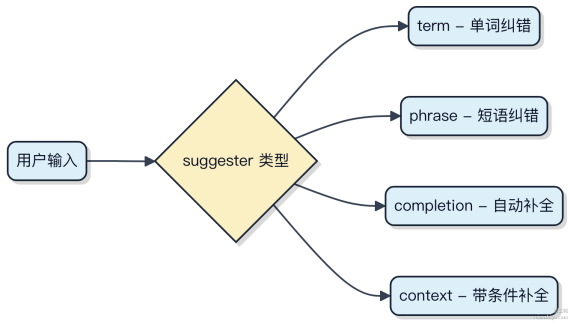 term – 单词纠错
phrase – 短语纠错
用户输入
suggester 类型
completion – 自动补全
context – 带条件补全